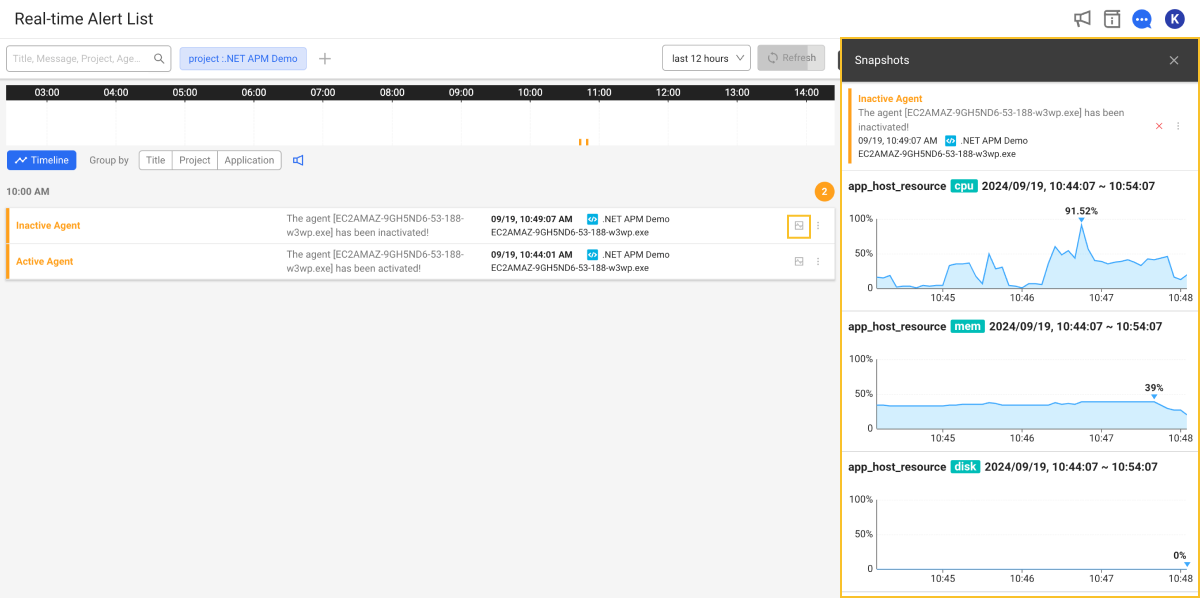 Real-time Alert List
K
Title, Message, Project, Age...
project :.NET APM Demo
last 12 hours
Refresh
03:00 04:00 05:00 06:00 07:00 08:00 09:00 10:00 11:00 12:00 13:00 14:00
Timeline
Group by
Title Project Application
10:00 AM
2
Inactive Agent
The agent [EC2AMAZ-9GH5ND6-53-188-
w3wp.exe] has been inactivated!
09/19, 10:49:07 AM .NET APM Demo
EC2AMAZ-9GH5ND6-53-188-w3wp.exe
Active Agent
The agent [EC2AMAZ-9GH5ND6-53-188-
w3wp.exe] has been activated!
09/19, 10:44:01 AM .NET APM Demo
EC2AMAZ-9GH5ND6-53-188-w3wp.exe
Snapshots
Inactive Agent
The agent [EC2AMAZ-9GH5ND6-53-188-w3wp.exe] has been
inactivated!
09/19, 10:49:07 AM .NET APM Demo
EC2AMAZ-9GH5ND6-53-188-w3wp.exe
app_host_resource cpu 2024/09/19, 10:44:07 ~ 10:54:07
91.52%
100%
50%
0
10:45 10:46 10:47 10:48
app_host_resource mem 2024/09/19, 10:44:07 ~ 10:54:07
100%
39%
50%
0
10:45 10:46 10:47 10:48
app_host_resource disk 2024/09/19, 10:44:07 ~ 10:54:07
100%
50%
0%
0
10:45 10:46 10:47 10:48